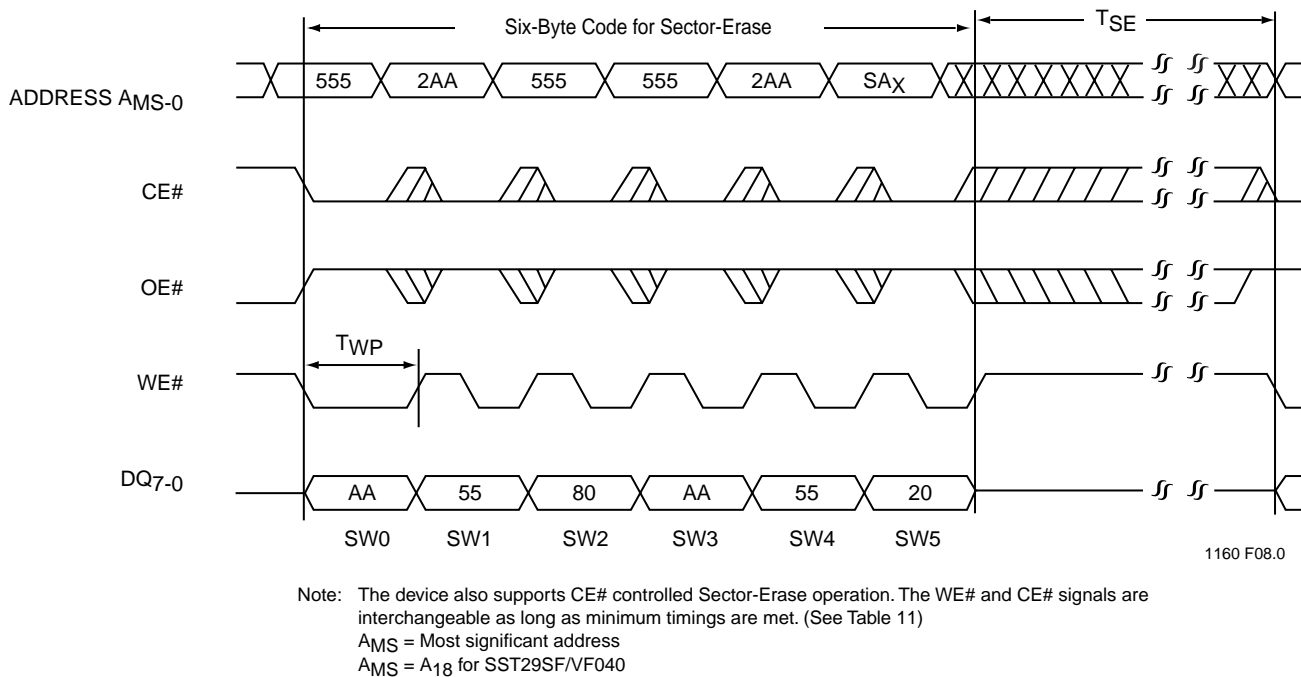 Six-Byte Code for Sector-Erase
TSE
ADDRESS AMS-0
555 2AA 555 555 2AA SAX
CE#
OE#
TWP
WE#
DQ7-0
AA 55 80 AA 55 20
SW0 SW1 SW2 SW3 SW4 SW5
1160 F08.0
Note: The device also supports CE# controlled Sector-Erase operation. The WE# and CE# signals are
interchangeable as long as minimum timings are met. (See Table 11)
AMS = Most significant address
AMS = A18 for SST29SF/VF040